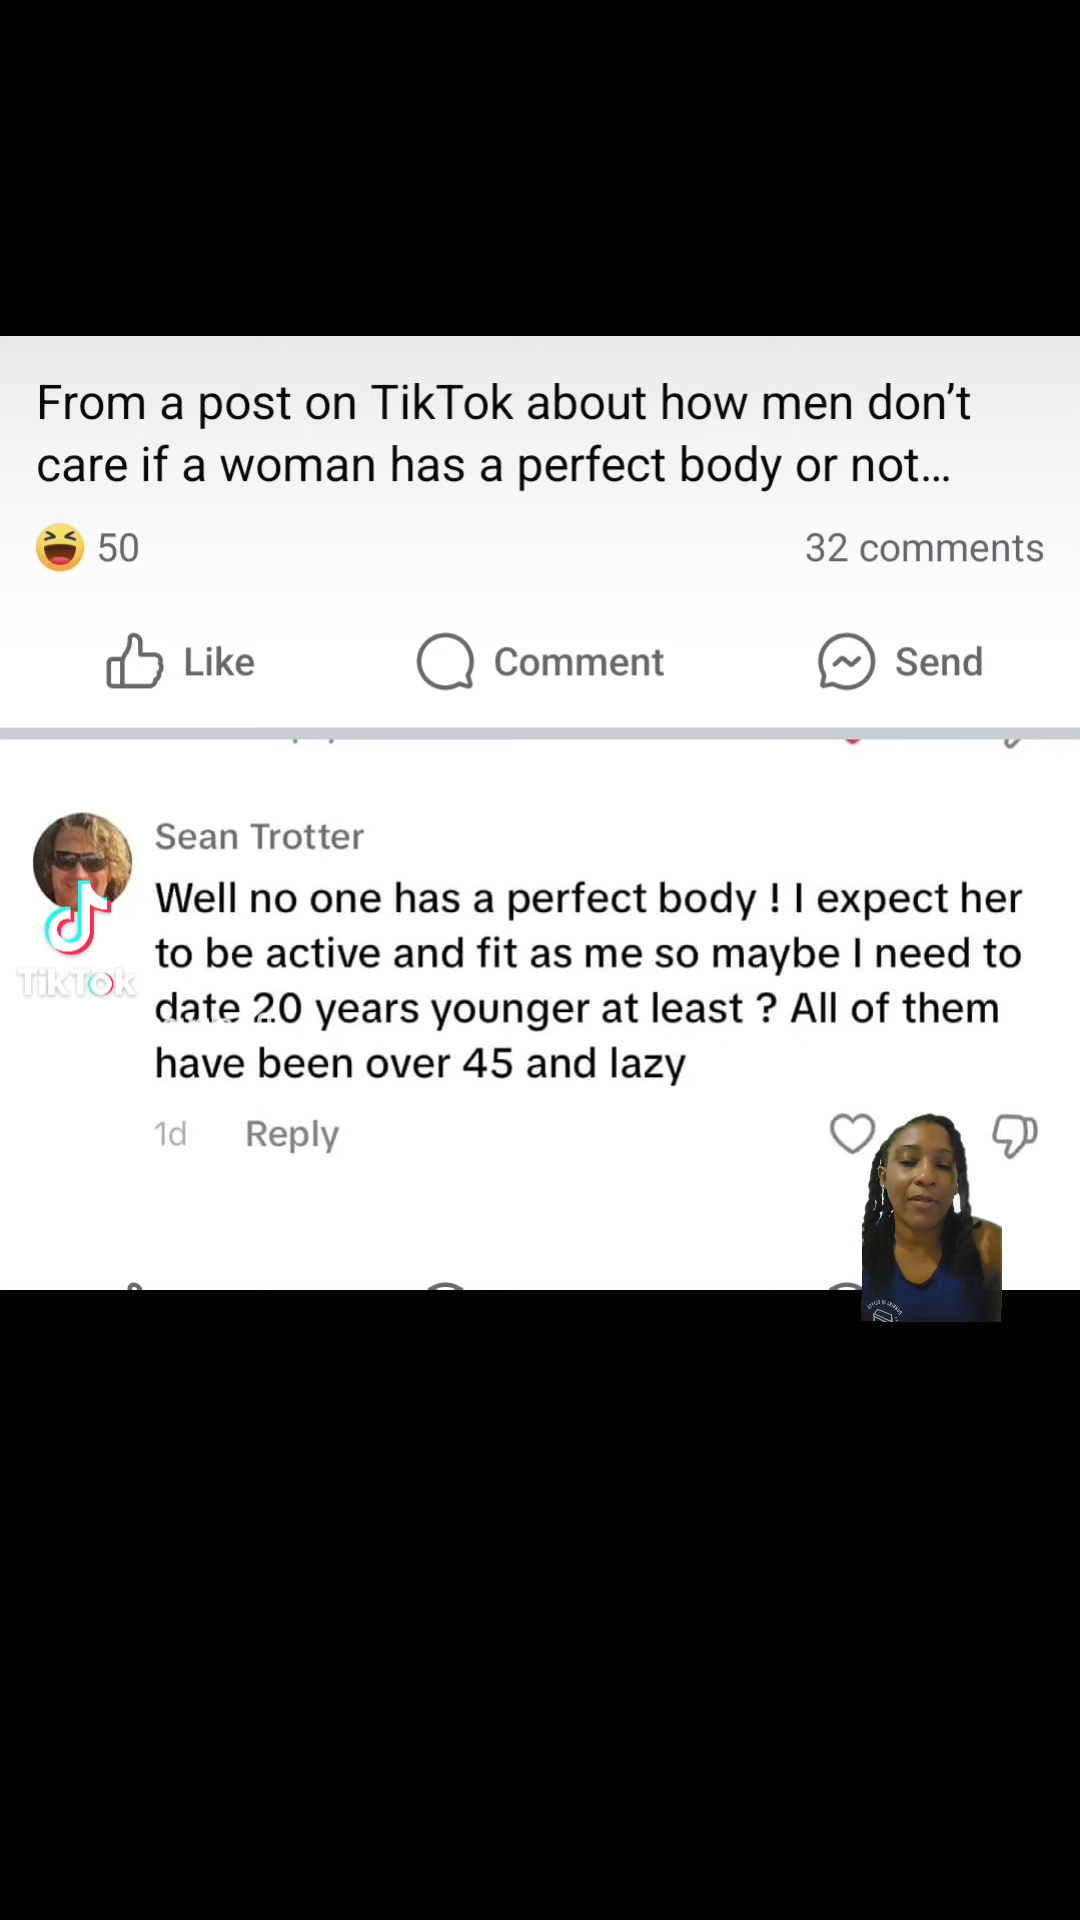 From a post on TikTok about how men don’t
care if a woman has a perfect body or not...
50
32 comments
Like
Comment
Send
Sean Trotter
Well no one has a perfect body ! I expect her
to be active and fit as me so maybe I need to
date 20 years younger at least ? All of them
have been over 45 and lazy
TikTok
1d
Reply